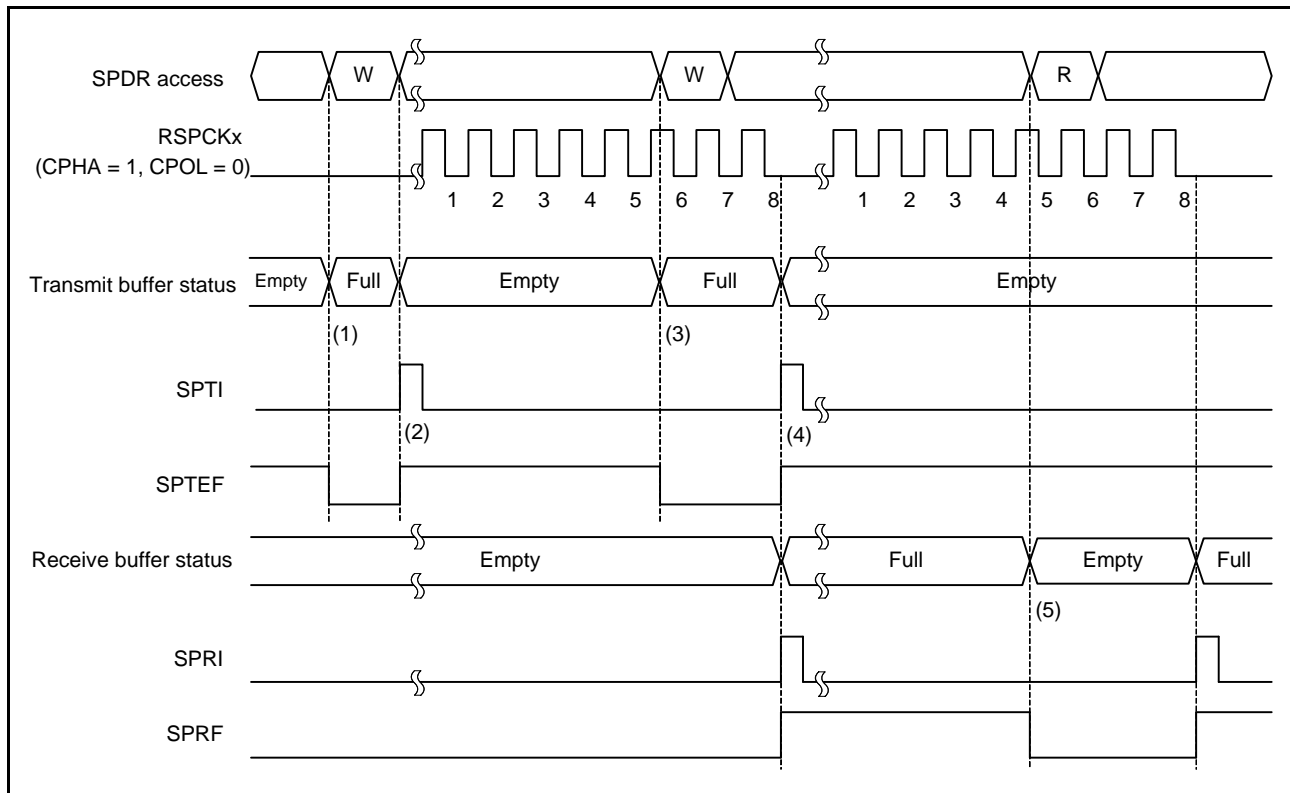 SPDR access W W R
RSPCKx
(CPHA = 1, CPOL = 0)
1 2 3 4 5 6 7 8 1 2 3 4 5 6 7 8
Transmit buffer status Empty Full Empty Full Empty
(1) (3)
SPTI
(2) (4)
SPTEF
Receive buffer status Empty Full Empty Full
(5)
SPRI
SPRF